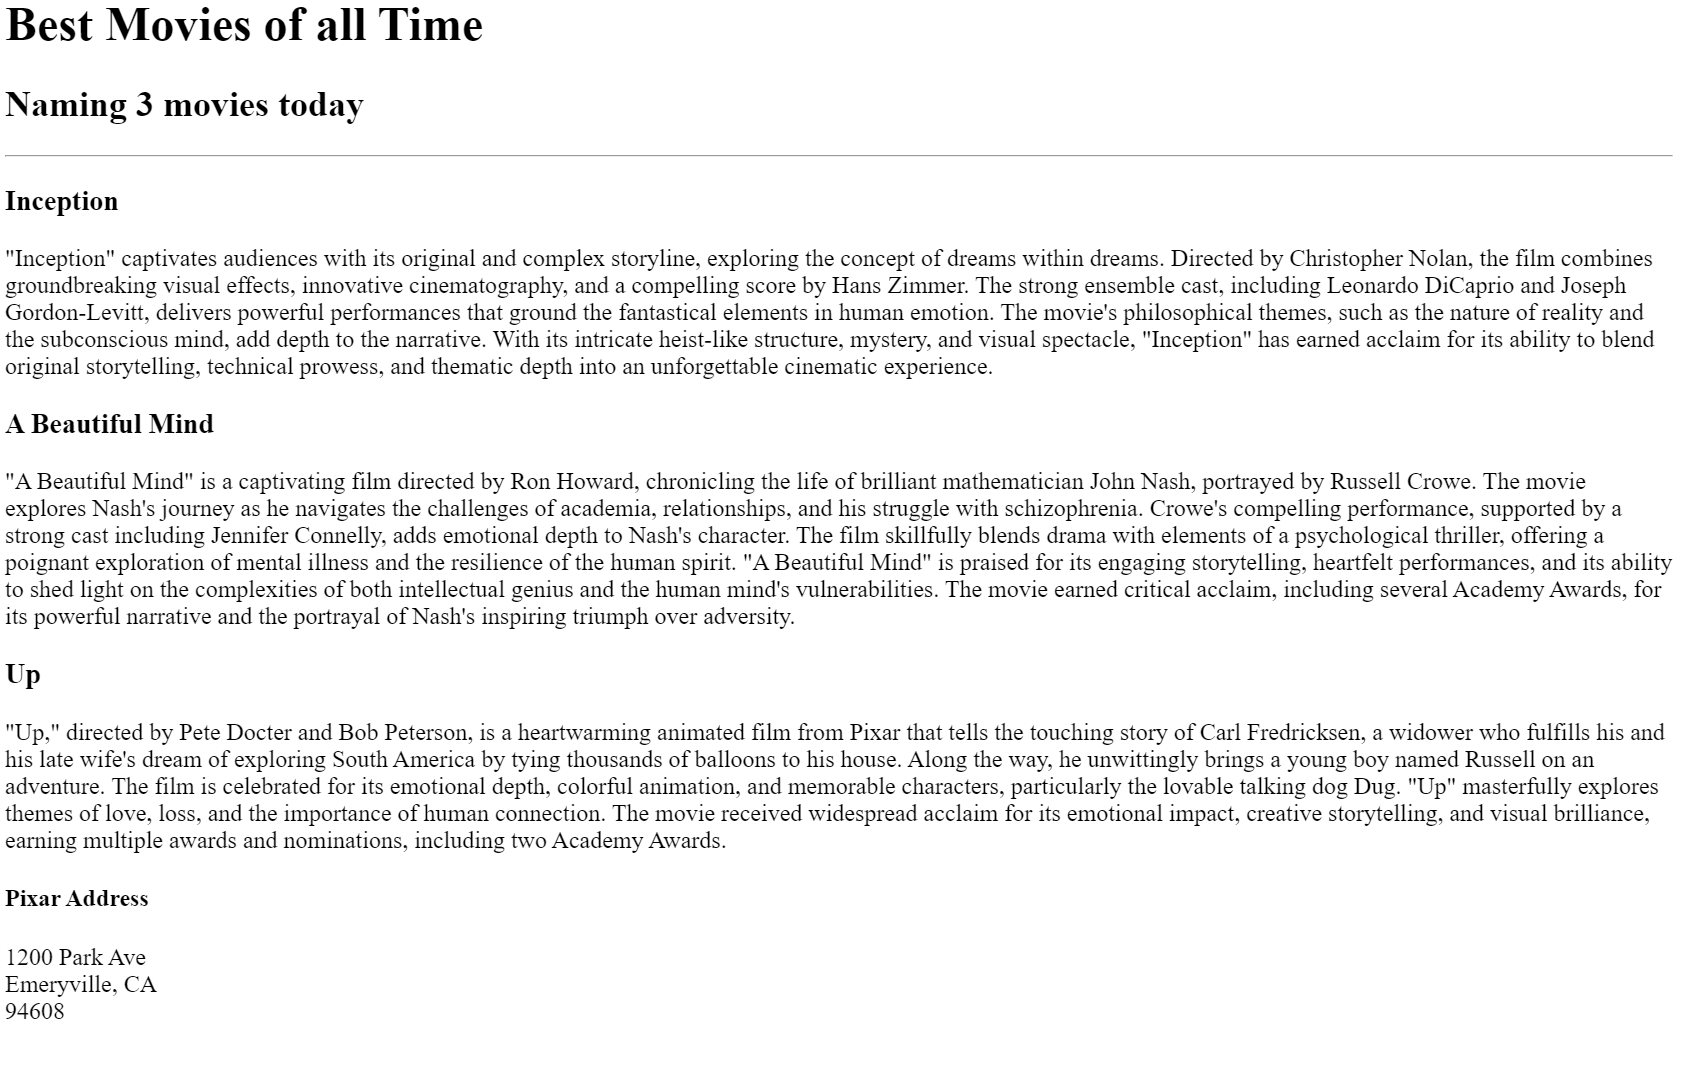 Best Movies of all Time
Naming 3 movies today
Inception
"Inception" captivates audiences with its original and complex storyline, exploring the concept of dreams within dreams. Directed by Christopher Nolan, the film combines
groundbreaking visual effects, innovative cinematography, and a compelling score by Hans Zimmer. The strong ensemble cast, including Leonardo DiCaprio and Joseph
Gordon-Levitt, delivers powerful performances that ground the fantastical elements in human emotion. The movie's philosophical themes, such as the nature of reality and
the subconscious mind, add depth to the narrative. With its intricate heist-like structure, mystery, and visual spectacle, "Inception" has earned acclaim for its ability to blend
original storytelling, technical prowess, and thematic depth into an unforgettable cinematic experience.
A Beautiful Mind
"A Beautiful Mind" is a captivating film directed by Ron Howard, chronicling the life of brilliant mathematician John Nash, portrayed by Russell Crowe. The movie
explores Nash's journey as he navigates the challenges of academia, relationships, and his struggle with schizophrenia. Crowe's compelling performance, supported by a
strong cast including Jennifer Connelly, adds emotional depth to Nash's character. The film skillfully blends drama with elements of a psychological thriller, offering a
poignant exploration of mental illness and the resilience of the human spirit. "A Beautiful Mind" is praised for its engaging storytelling, heartfelt performances, and its ability
to shed light on the complexities of both intellectual genius and the human mind's vulnerabilities. The movie earned critical acclaim, including several Academy Awards, for
its powerful narrative and the portrayal of Nash's inspiring triumph over adversity.
Up
"Up," directed by Pete Docter and Bob Peterson, is a heartwarming animated film from Pixar that tells the touching story of Carl Fredricksen, a widower who fulfills his and
his late wife's dream of exploring South America by tying thousands of balloons to his house. Along the way, he unwittingly brings a young boy named Russell on an
adventure. The film is celebrated for its emotional depth, colorful animation, and memorable characters, particularly the lovable talking dog Dug. "Up" masterfully explores
themes of love, loss, and the importance of human connection. The movie received widespread acclaim for its emotional impact, creative storytelling, and visual brilliance,
earning multiple awards and nominations, including two Academy Awards.
Pixar Address
1200 Park Ave
Emeryville, CA
94608